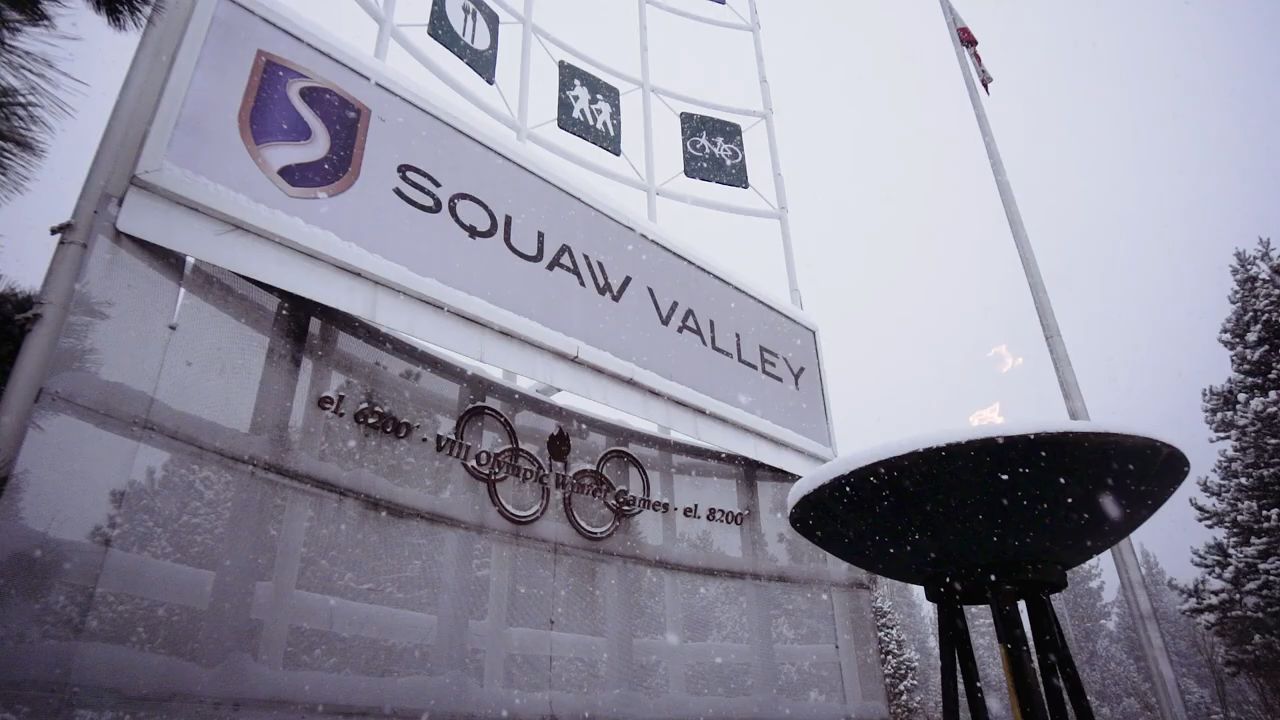 SQUAW VALLEY
el. 6200' · VIII Olympic Winter Games · el. 8200'